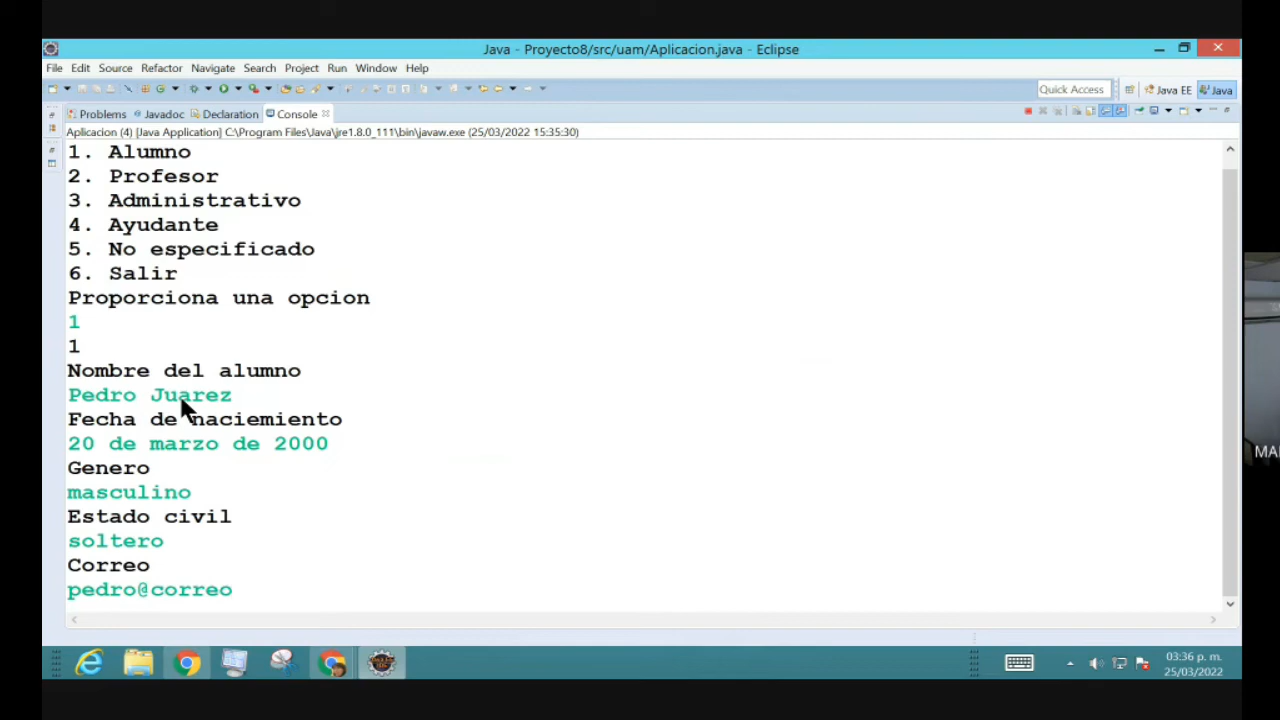 Java - Proyecto8/src/uam/Aplicacion.java - Eclipse
File Edit Source Refactor Navigate Search Project Run Window Help
Quick Access Java EE Java
Problems Javadoc Declaration Console
Aplicacion (4) [Java Application] C:\Program Files\Java\jre1.8.0_111\bin\javaw.exe (25/03/2022 15:35:30)
1. Alumno
2. Profesor
3. Administrativo
4. Ayudante
5. No especificado
6. Salir
Proporciona una opcion
1
1
Nombre del alumno
Pedro Juarez
Fecha de naciemiento
20 de marzo de 2000
Genero
masculino
Estado civil
soltero
Correo
pedro@correo
03:36 p. m.
25/03/2022